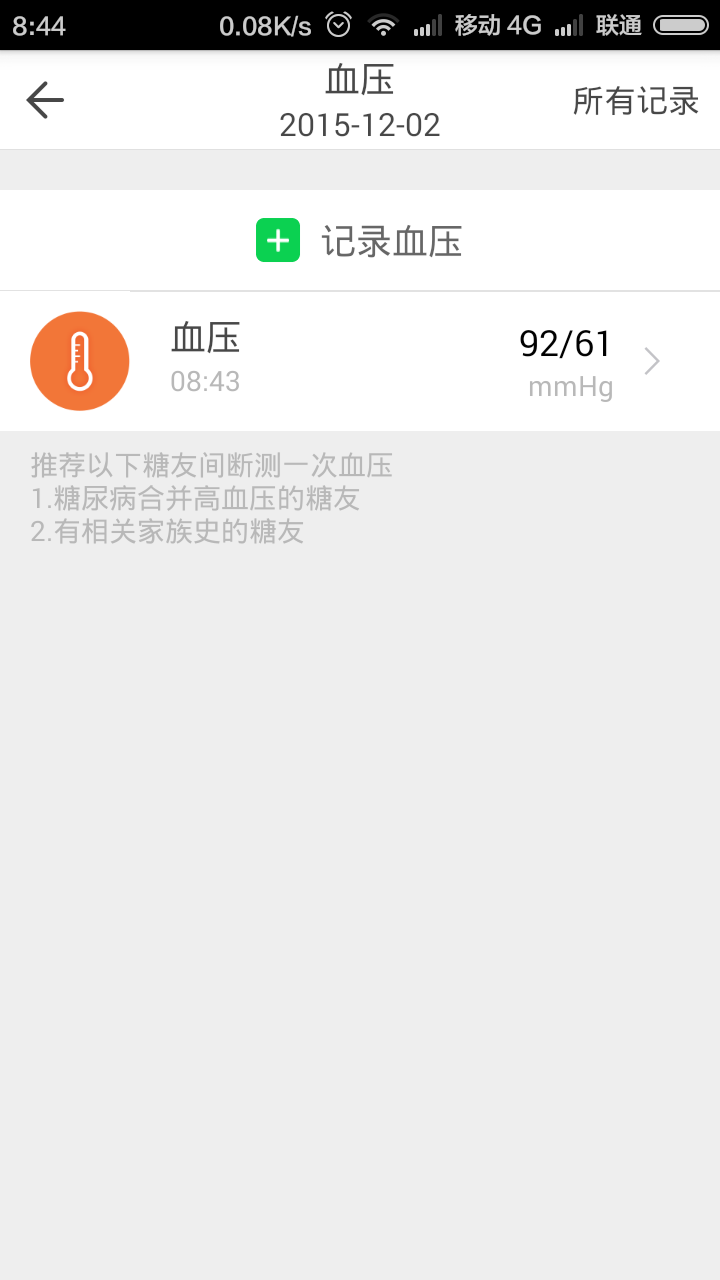 8:44 0.08K/s 移动 4G 联通
血压
2015-12-02
所有记录
记录血压
血压
08:43
92/61
mmHg
推荐以下糖友间断测一次血压
1.糖尿病合并高血压的糖友
2.有相关家族史的糖友